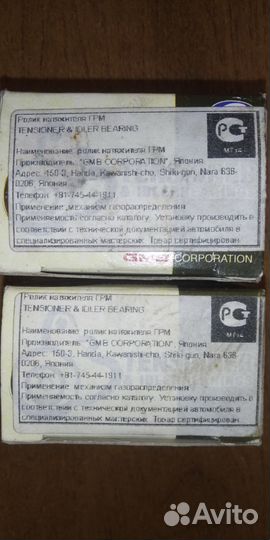 Ролик натяжителя ГРМ
TENSIONER & IDLER BEARING
Наименование: ролик натяжителя ГРМ
Производитель: "GMB CORPORATION", Япония
Адрес: 150-3, Handa, Kawanishi-cho, Shiki-gun, Nara 636-
0206, Япония
Телефон: +81-745-44-1911
Применение: механизм газораспределения
Применяемость: согласно каталогу. Установку производить в
соответствии с технической документацией автомобиля в
специализированных мастерских. Товар сертифицирован.
МТ14
GMB CORPORATION
Ролик натяжителя ГРМ
TENSIONER & IDLER BEARING
Наименование: ролик натяжителя ГРМ
Производитель: "GMB CORPORATION", Япония
Адрес: 150-3, Handa, Kawanishi-cho, Shiki-gun, Nara 636-
0206, Япония
Телефон: +81-745-44-1911
Применение: механизм газораспределения
Применяемость: согласно каталогу. Установку производить в
соответствии с технической документацией автомобиля в
специализированных мастерских. Товар сертифицирован.
МТ14
Avito